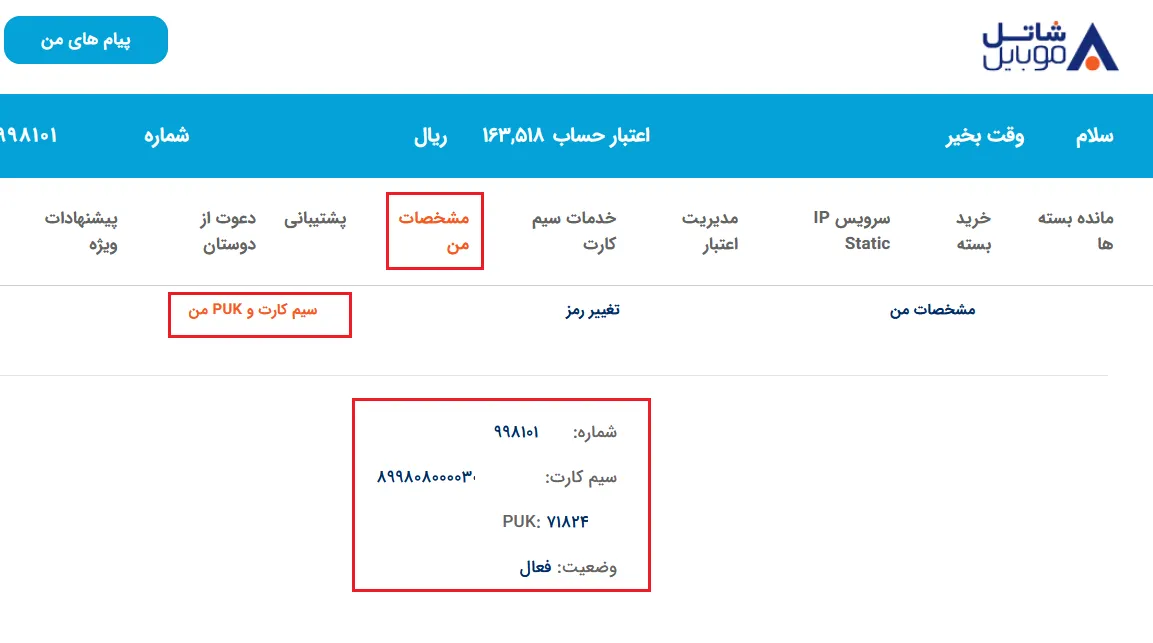 شاتل
موبایل
پیام های من
سلام وقت بخیر اعتبار حساب ۱۶۳,۵۱۸ ریال شماره ۹۹۸۱۰۱
مانده بسته ها
خرید بسته
سرویس IP Static
مدیریت اعتبار
خدمات سیم کارت
مشخصات من
پشتیبانی
دعوت از دوستان
پیشنهادات ویژه
مشخصات من تغییر رمز سیم کارت و PUK من
شماره: ۹۹۸۱۰۱
سیم کارت: ۸۹۹۸۰۸۰۰۰۰۳۰
PUK: ۷۱۸۲۴
وضعیت: فعال